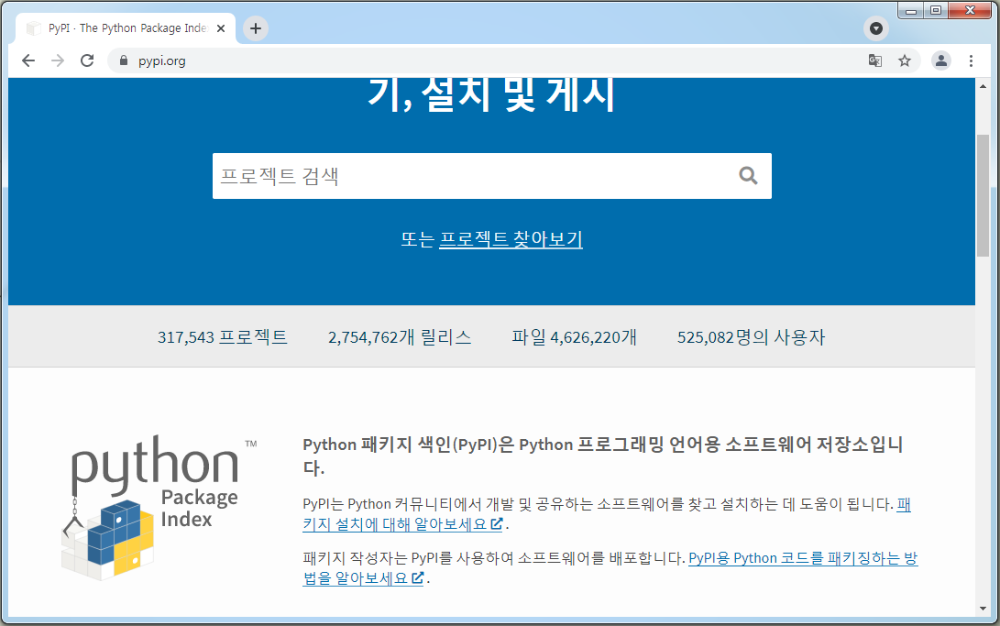 PyPI · The Python Package Inde
pypi.org
기, 설치 및 게시
프로젝트 검색
또는 프로젝트 찾아보기
317,543 프로젝트 2,754,762개 릴리스 파일 4,626,220개 525,082명의 사용자
python™
Package
Index
Python 패키지 색인(PyPI)은 Python 프로그래밍 언어용 소프트웨어 저장소입니
다.
PyPI는 Python 커뮤니티에서 개발 및 공유하는 소프트웨어를 찾고 설치하는 데 도움이 됩니다. 패
키지 설치에 대해 알아보세요 .
패키지 작성자는 PyPI를 사용하여 소프트웨어를 배포합니다. PyPI용 Python 코드를 패키징하는 방
법을 알아보세요 .